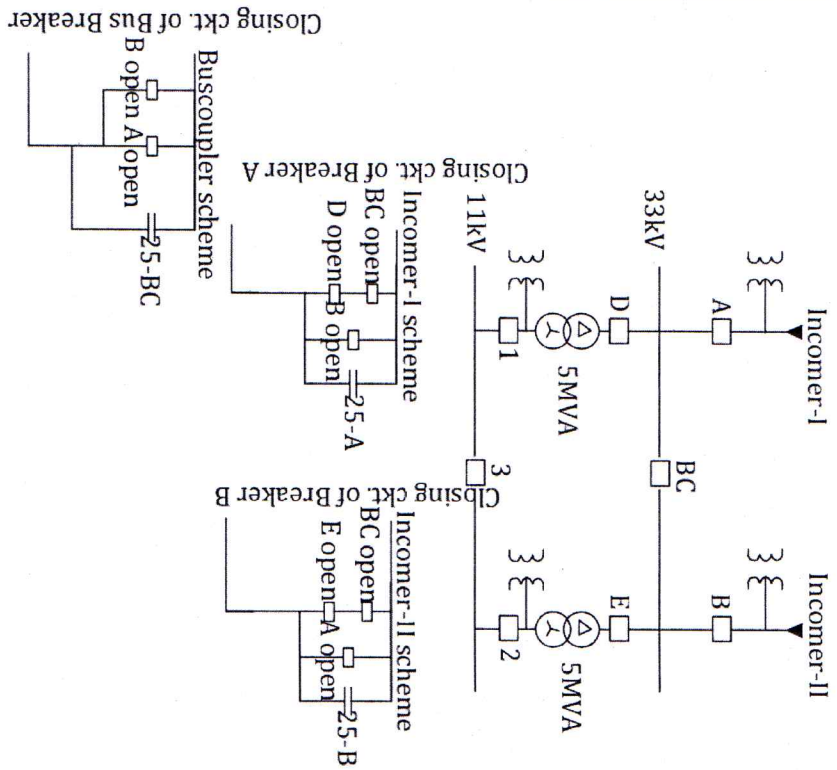 Incomer-I
Incomer-II
A
B
33kV
BC
D
E
5MVA
5MVA
1
2
11kV
3
Closing ckt. of Breaker A
Incomer-I scheme
BC open
D open
B open
25-A
Closing ckt. of Breaker B
Incomer-II scheme
BC open
E open
A open
25-B
Closing ckt. of Bus Breaker
Buscoupler scheme
B open
A open
25-BC